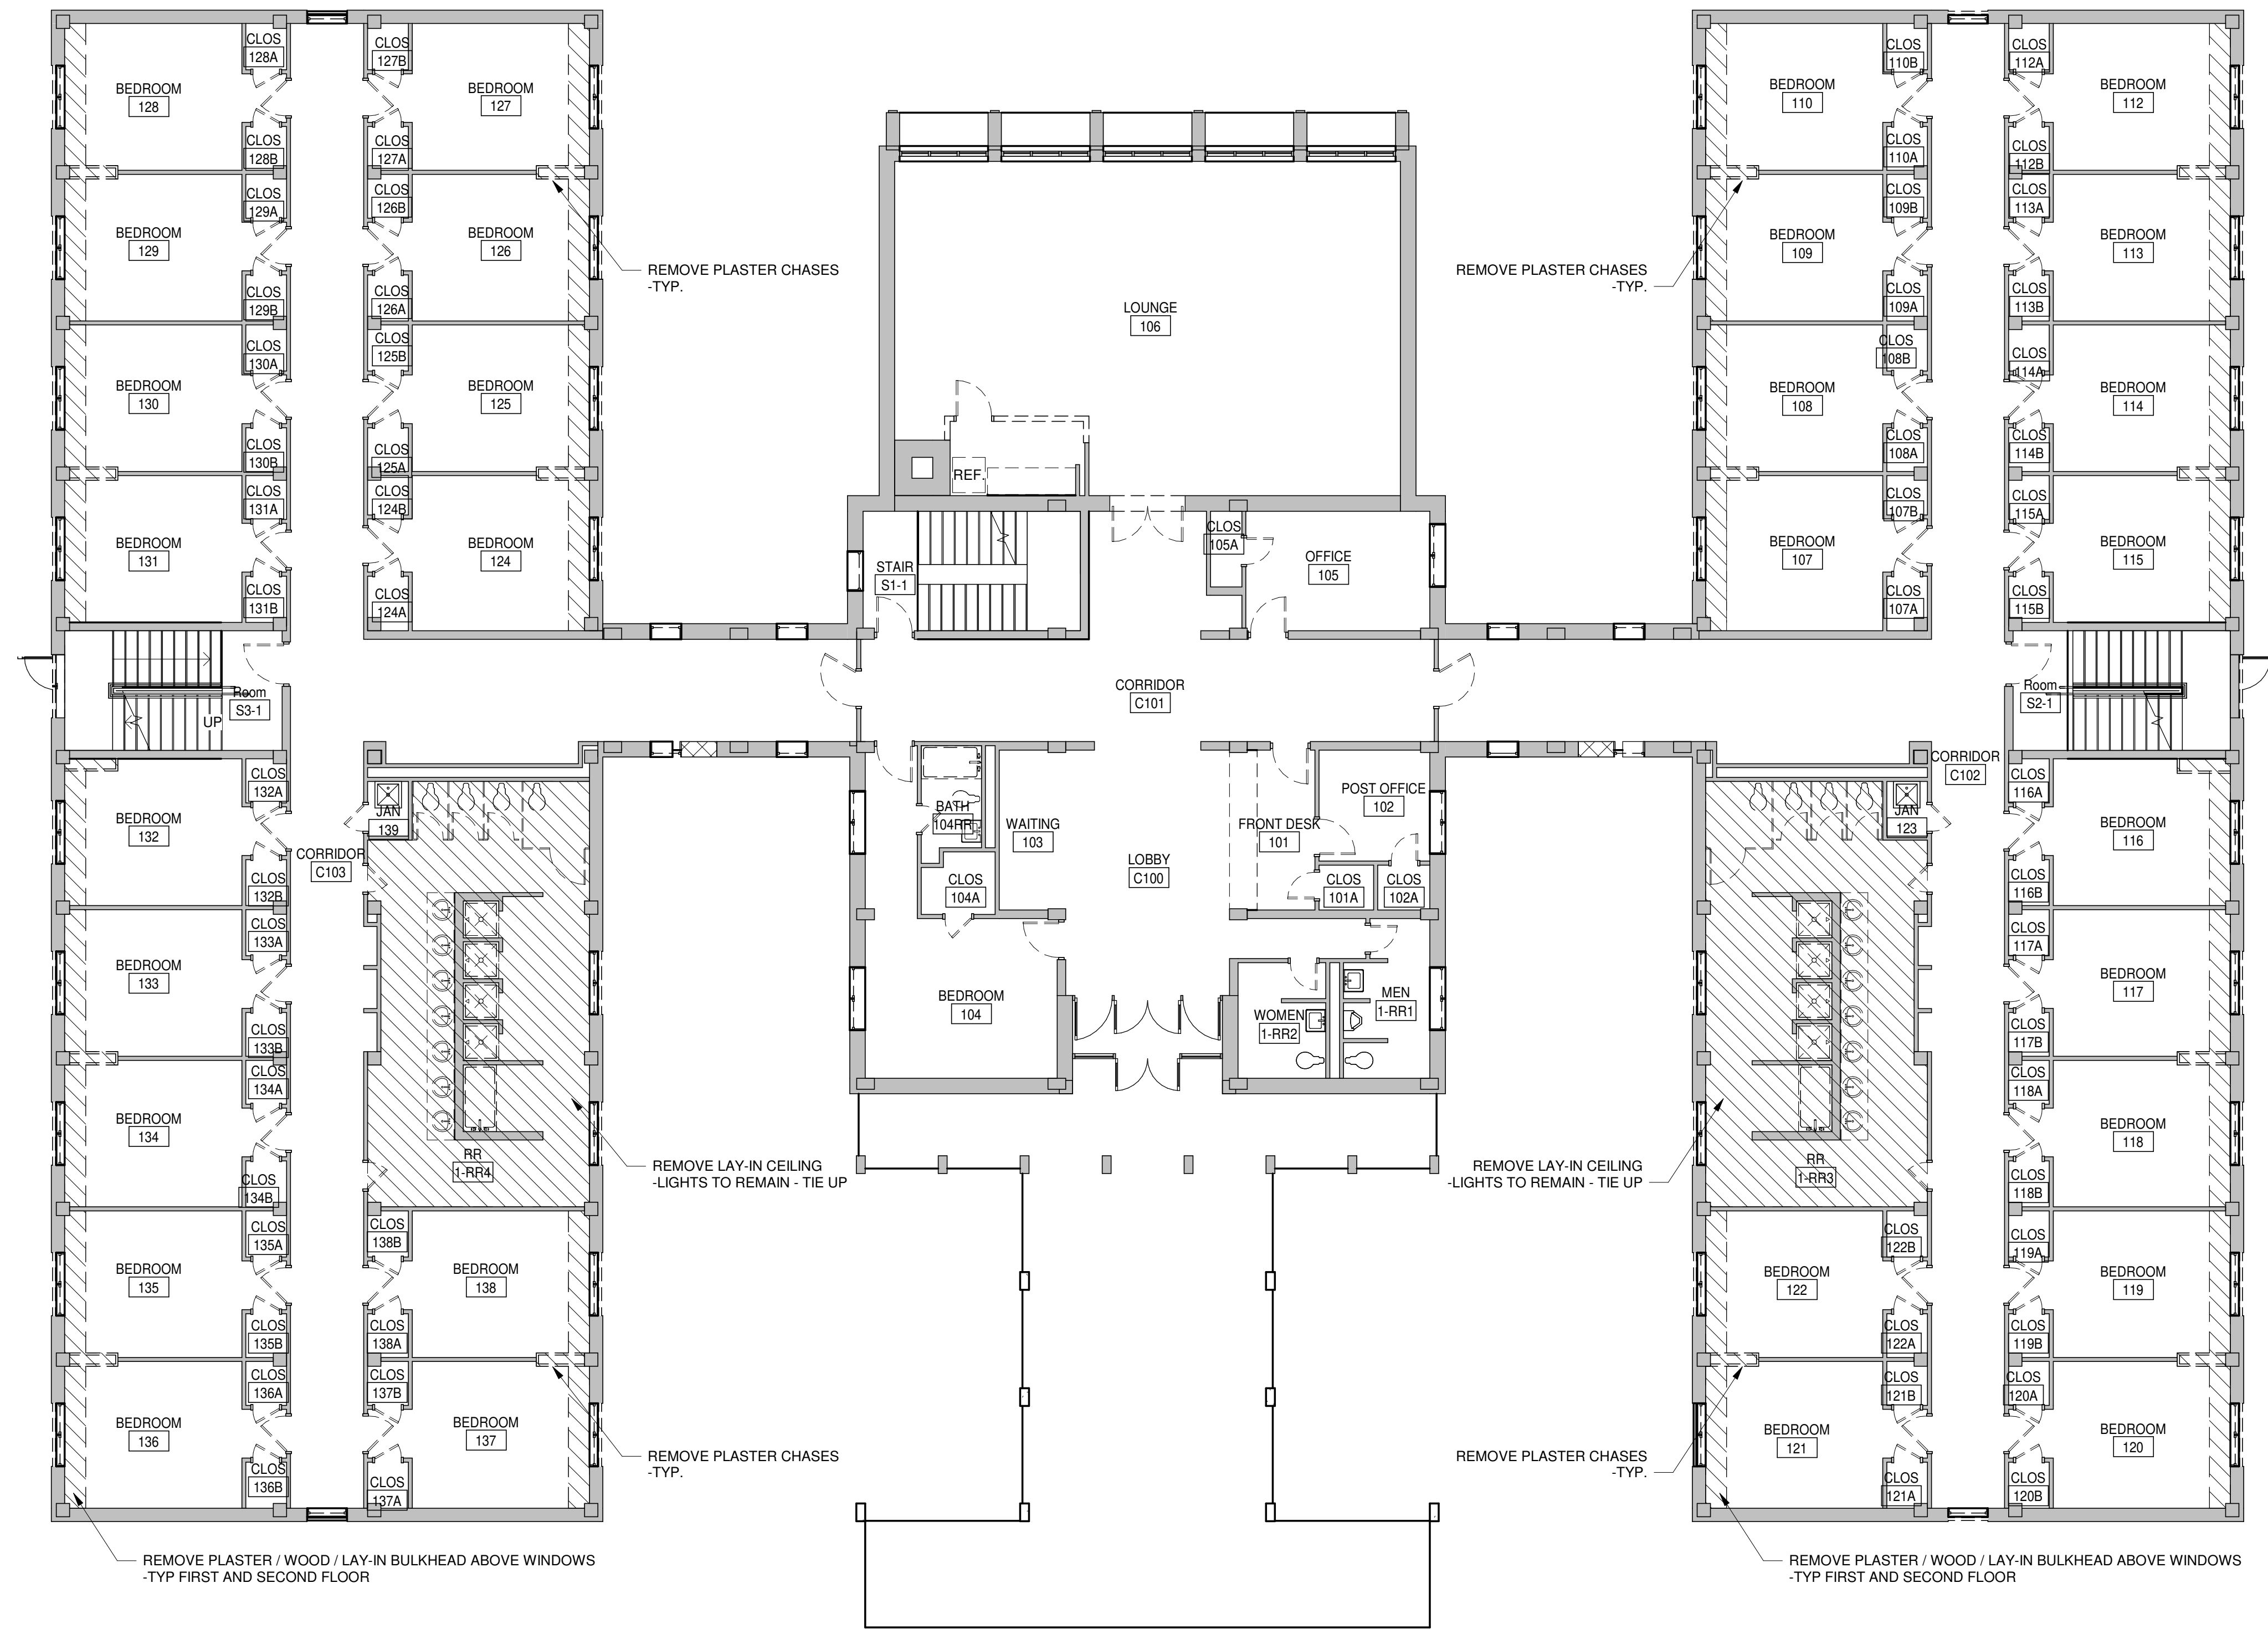 CLOS
128A
CLOS
127B
BEDROOM
128
BEDROOM
127
CLOS
128B
CLOS
127A
CLOS
129A
CLOS
126B
BEDROOM
129
BEDROOM
126
CLOS
129B
CLOS
126A
REMOVE PLASTER CHASES
-TYP.
CLOS
130A
CLOS
125B
BEDROOM
130
BEDROOM
125
CLOS
130B
CLOS
125A
CLOS
131A
CLOS
124B
BEDROOM
131
BEDROOM
124
CLOS
131B
CLOS
124A
Room
S3-1
UP
CLOS
132A
BEDROOM
132
CLOS
132B
CORRIDOR
C103
JAN
139
CLOS
133A
BEDROOM
133
CLOS
133B
CLOS
134A
BEDROOM
134
CLOS
134B
RR
1-RR4
REMOVE LAY-IN CEILING
-LIGHTS TO REMAIN - TIE UP
CLOS
135A
CLOS
138B
BEDROOM
135
BEDROOM
138
CLOS
135B
CLOS
138A
CLOS
136A
CLOS
137B
BEDROOM
136
BEDROOM
137
CLOS
136B
CLOS
137A
REMOVE PLASTER CHASES
-TYP.
REMOVE PLASTER / WOOD / LAY-IN BULKHEAD ABOVE WINDOWS
-TYP FIRST AND SECOND FLOOR
LOUNGE
106
REF.
STAIR
S1-1
CLOS
105A
OFFICE
105
CORRIDOR
C101
BATH
104RR
WAITING
103
FRONT DESK
101
POST OFFICE
102
LOBBY
C100
CLOS
104A
CLOS
101A
CLOS
102A
BEDROOM
104
WOMEN
1-RR2
MEN
1-RR1
CLOS
110B
CLOS
112A
BEDROOM
110
BEDROOM
112
CLOS
110A
CLOS
112B
CLOS
109B
CLOS
113A
BEDROOM
109
BEDROOM
113
REMOVE PLASTER CHASES
-TYP.
CLOS
109A
CLOS
113B
CLOS
108B
CLOS
114A
BEDROOM
108
BEDROOM
114
CLOS
108A
CLOS
114B
CLOS
107B
CLOS
115A
BEDROOM
107
BEDROOM
115
CLOS
107A
CLOS
115B
Room
S2-1
CORRIDOR
C102
JAN
123
CLOS
116A
BEDROOM
116
CLOS
116B
CLOS
117A
BEDROOM
117
CLOS
117B
CLOS
118A
BEDROOM
118
CLOS
118B
RR
1-RR3
REMOVE LAY-IN CEILING
-LIGHTS TO REMAIN - TIE UP
CLOS
122B
CLOS
119A
BEDROOM
122
BEDROOM
119
CLOS
122A
CLOS
119B
CLOS
121B
CLOS
120A
BEDROOM
121
BEDROOM
120
CLOS
121A
CLOS
120B
REMOVE PLASTER CHASES
-TYP.
REMOVE PLASTER / WOOD / LAY-IN BULKHEAD ABOVE WINDOWS
-TYP FIRST AND SECOND FLOOR